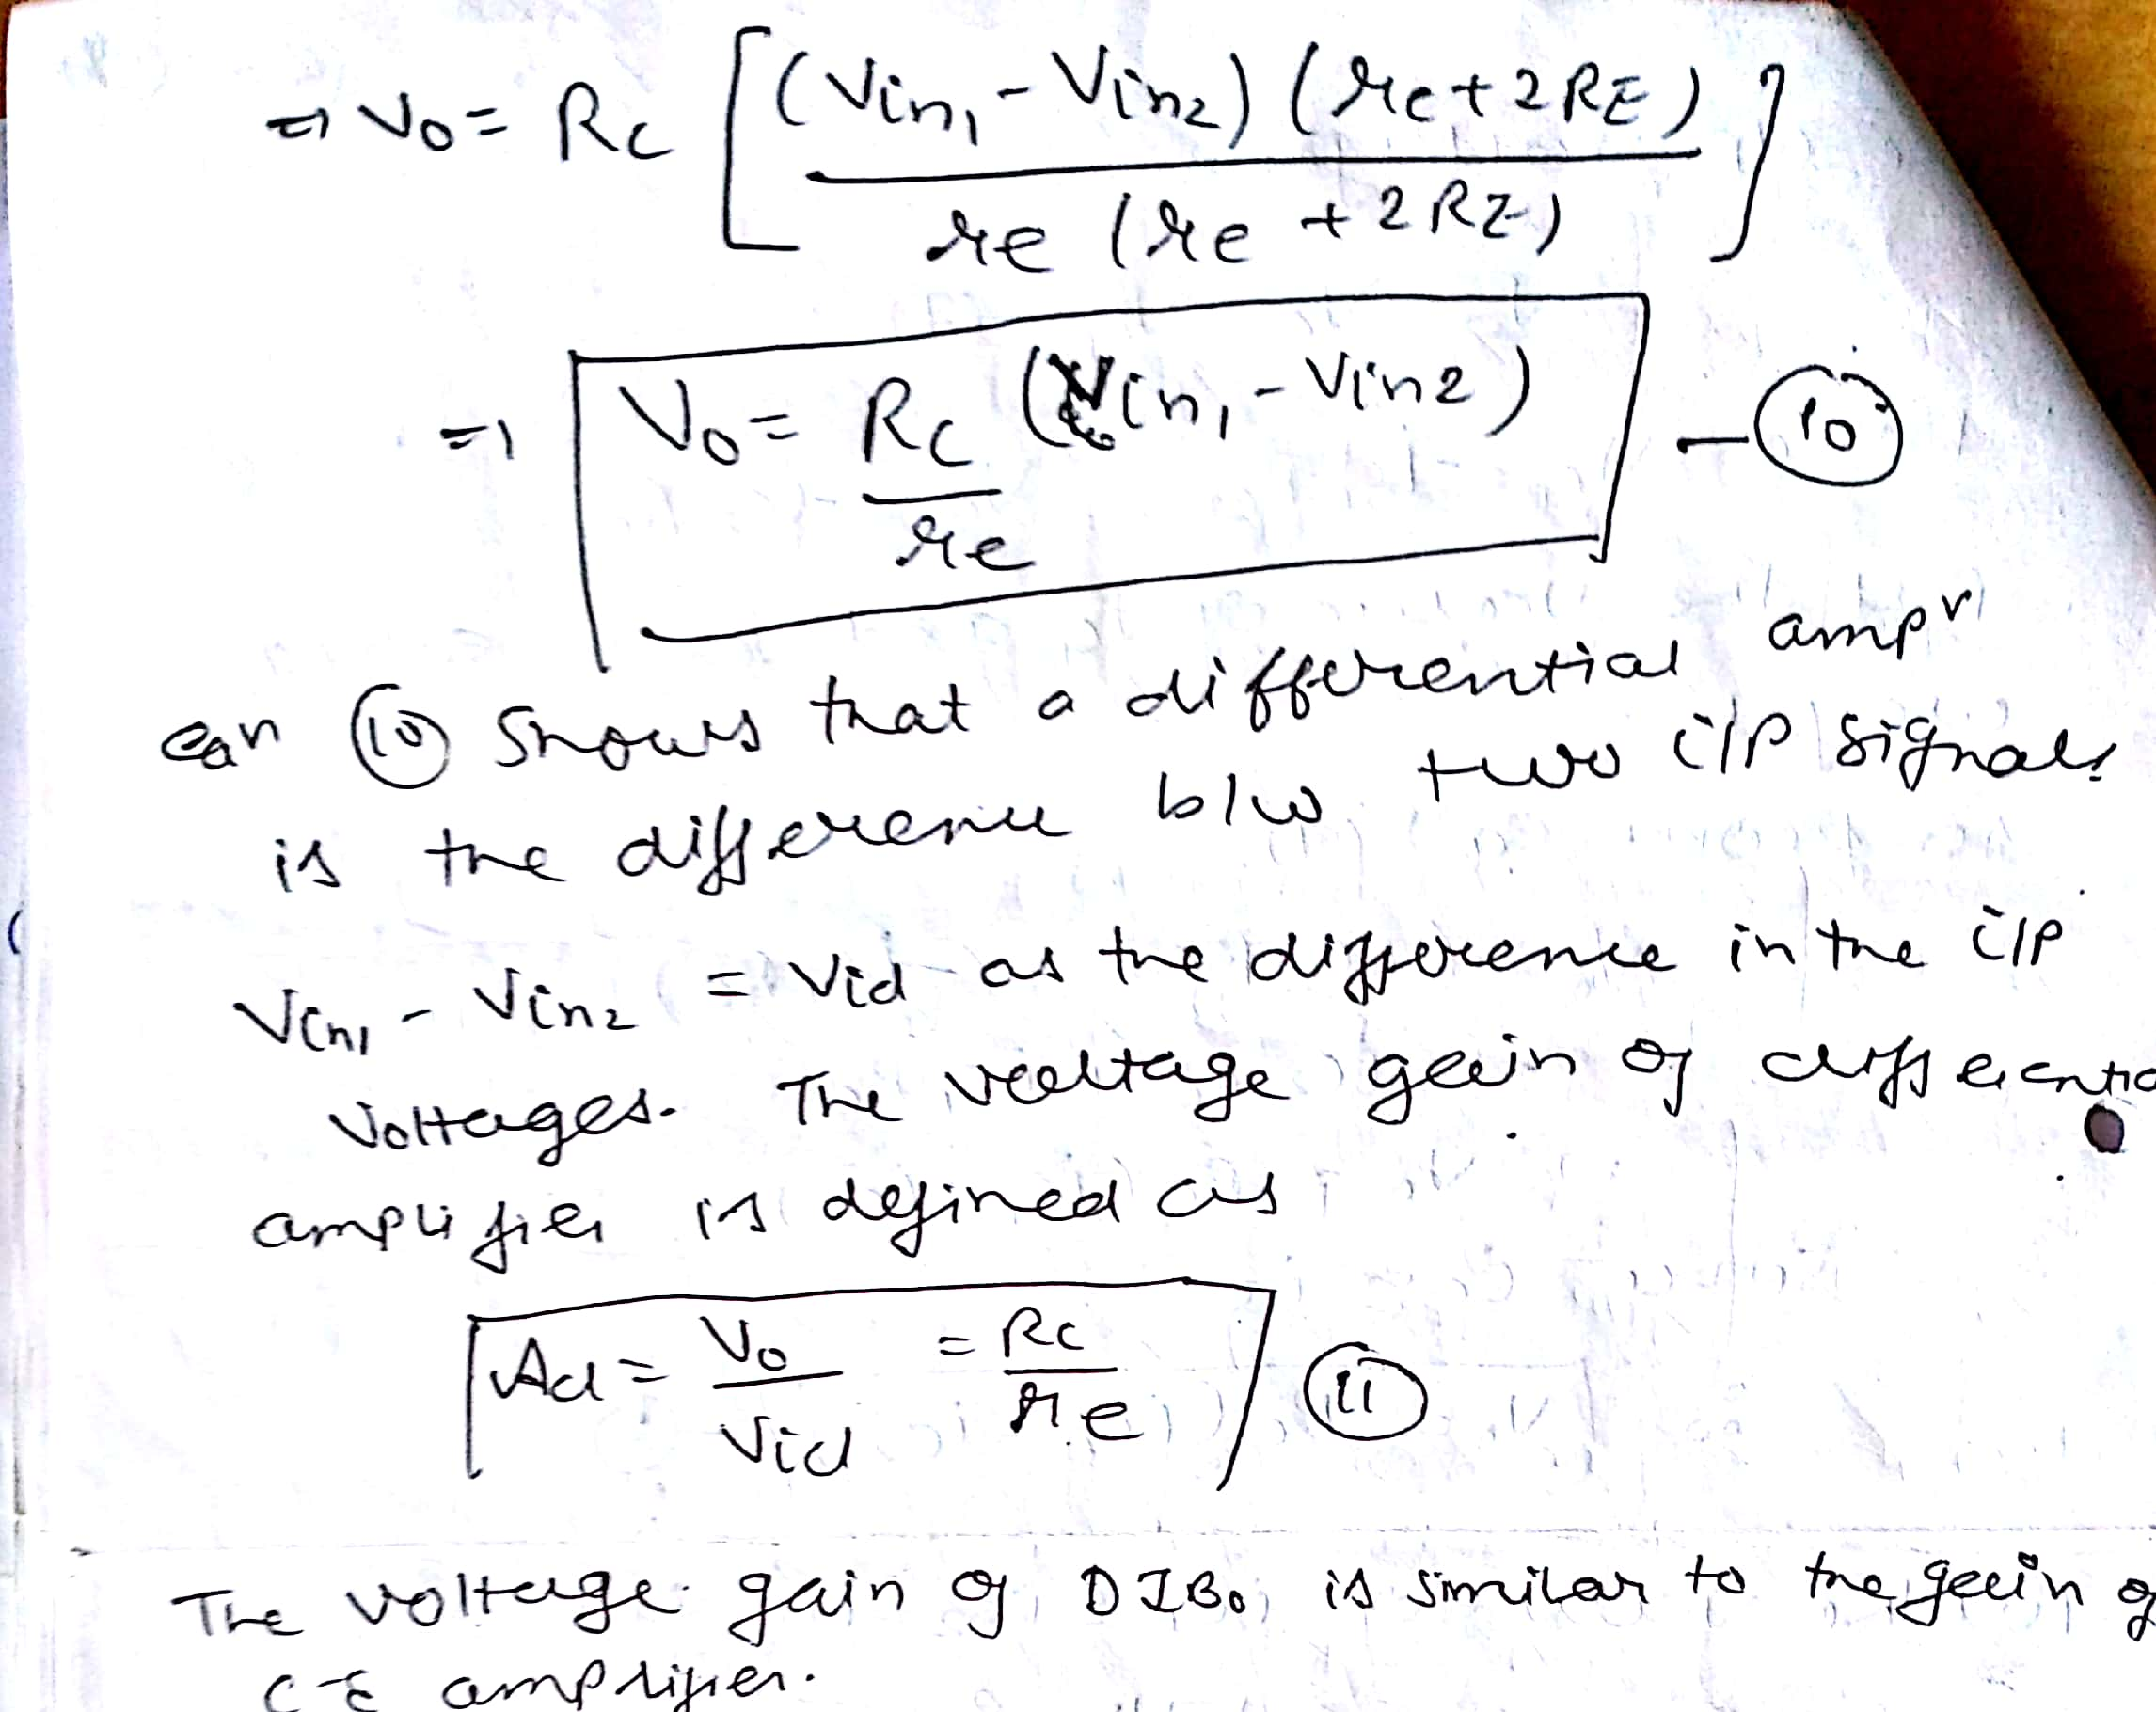 ⇒ Vo = Rc [ (Vin1 - Vin2) (re + 2RE) / re (re + 2RE) ]
⇒ Vo = Rc/re (Vin1 - Vin2) — (10)
eqn (10) shows that a differential ampr
is the difference b/w two i/p signals
Vin1 - Vin2 = Vid as the difference in the i/p
voltages. The voltage gain of differentia
amplifier is defined as
Ad = Vo/Vid = Rc/re (11)
The voltage gain of DIBO is similar to the gain of
C-E amplifier.